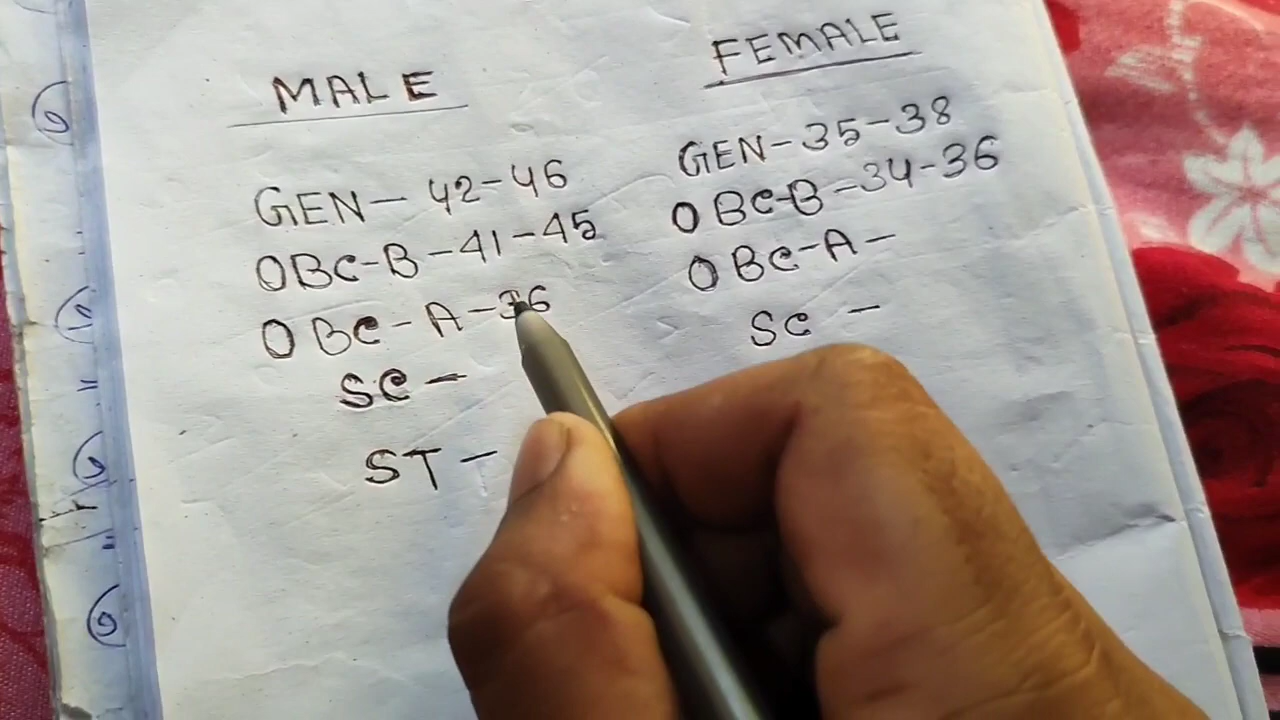 MALE
GEN- 42-46
OBC-B-41-45
OBC-A-36
SC-
ST-
FEMALE
GEN-35-38
OBC-B-34-36
OBC-A-
SC-